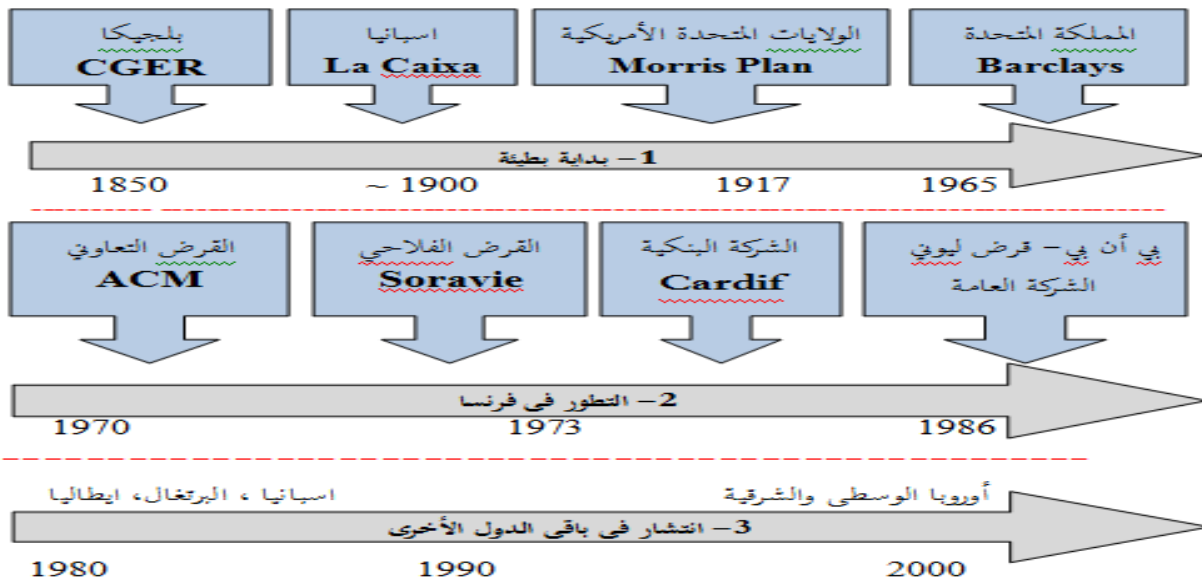 بلجيكا
CGER
اسبانيا
La Caixa
الولايات المتحدة الأمريكية
Morris Plan
المملكة المتحدة
Barclays
1- بداية بطيئة
1850
~ 1900
1917
1965
القرض التعاوني
ACM
القرض الفلاحي
Soravie
الشركة البنكية
Cardif
بي أن بي- قرض ليوني
الشركة العامة
2- التطور في فرنسا
1970
1973
1986
اسبانيا ، البرتغال، ايطاليا
أوروبا الوسطى والشرقية
3- انتشار في باقي الدول الأخرى
1980
1990
2000